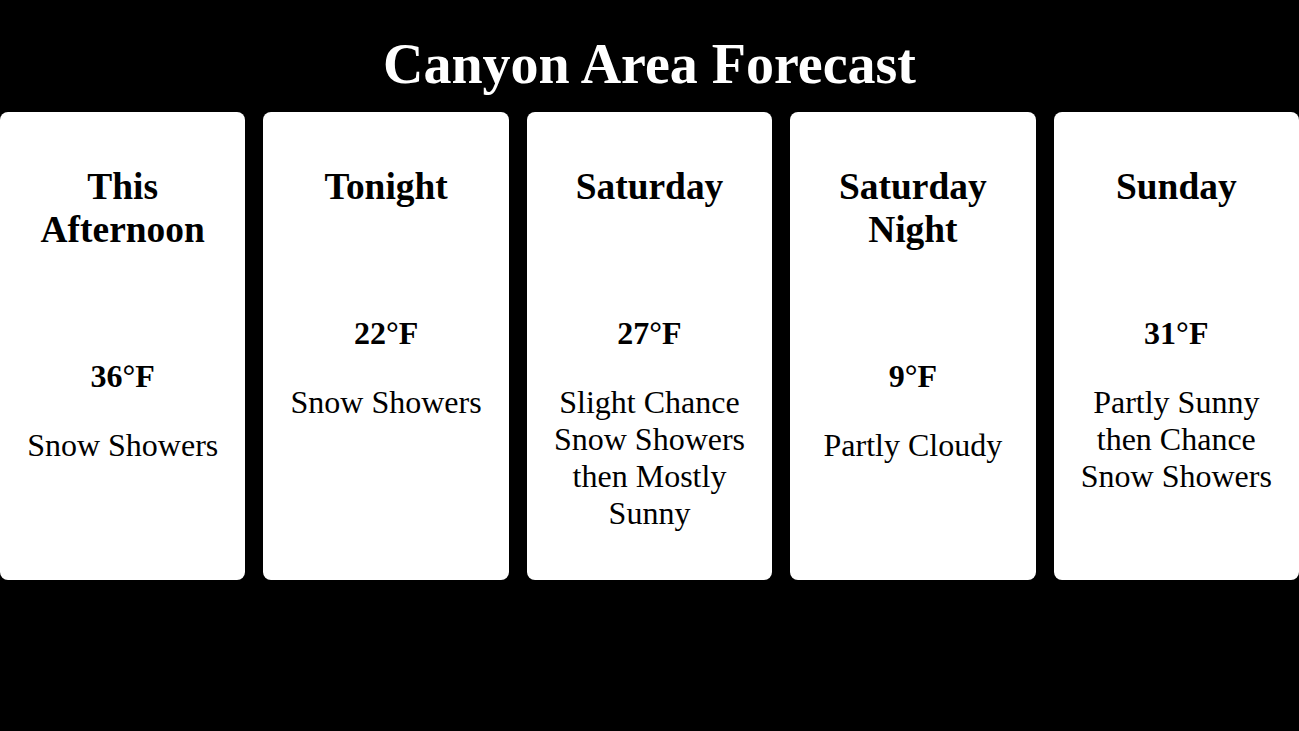 Canyon Area Forecast
This
Afternoon
36°F
Snow Showers
Tonight
22°F
Snow Showers
Saturday
27°F
Slight Chance
Snow Showers
then Mostly
Sunny
Saturday
Night
9°F
Partly Cloudy
Sunday
31°F
Partly Sunny
then Chance
Snow Showers